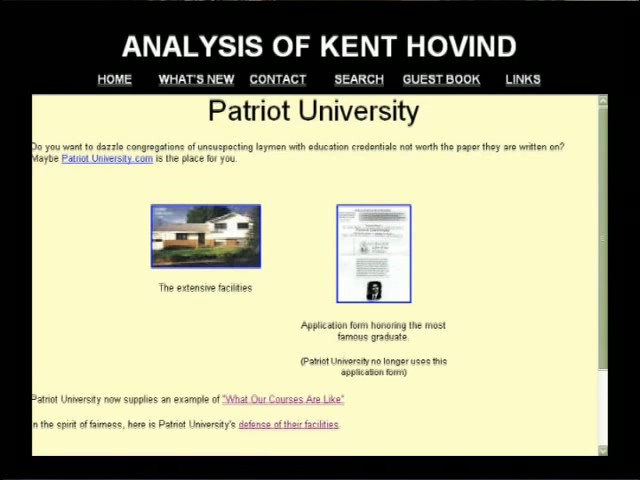 ANALYSIS OF KENT HOVIND
HOME WHAT'S NEW CONTACT SEARCH GUEST BOOK LINKS
Patriot University
Do you want to dazzle congregations of unsuspecting laymen with education credentials not worth the paper they are written on?
Maybe Patriot University.com is the place for you.
The extensive facilities
Application form honoring the most
famous graduate.
(Patriot University no longer uses this
application form)
Patriot University now supplies an example of "What Our Courses Are Like"
In the spirit of fairness, here is Patriot University's defense of their facilities.